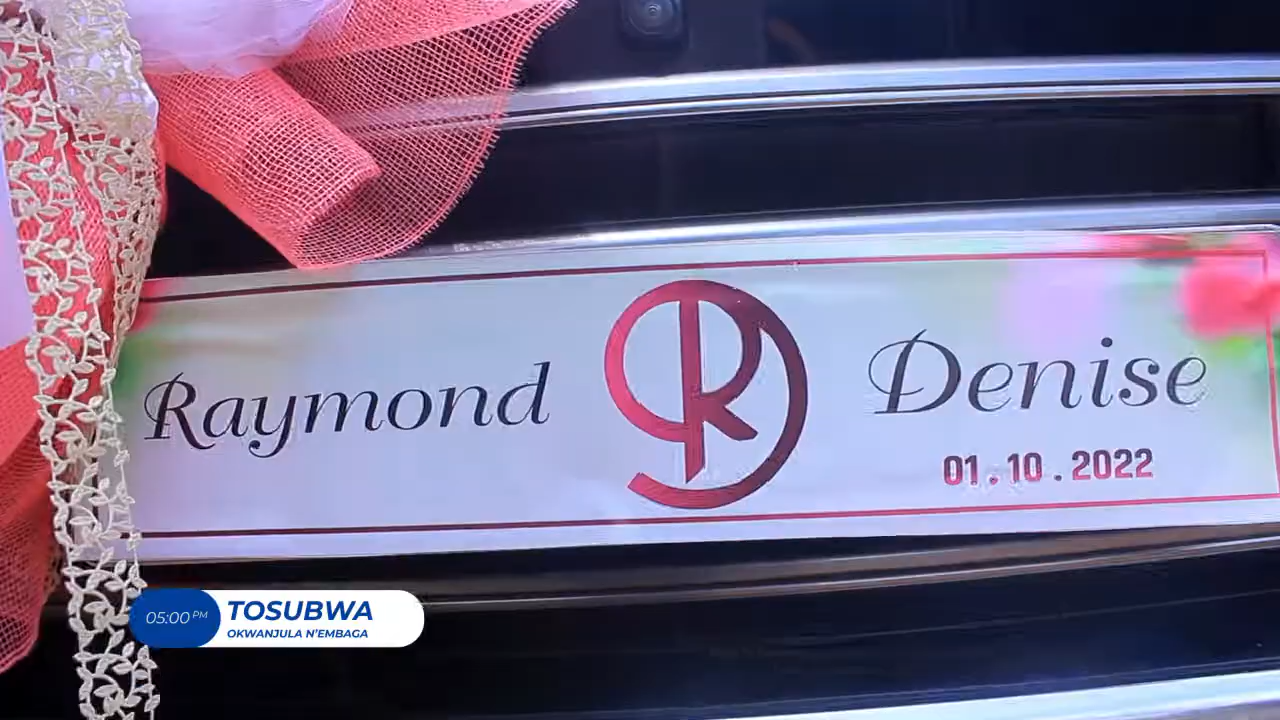 Raymond
Denise
01.10.2022
05:00 PM
TOSUBWA
OKWANJULA N'EMBAGA